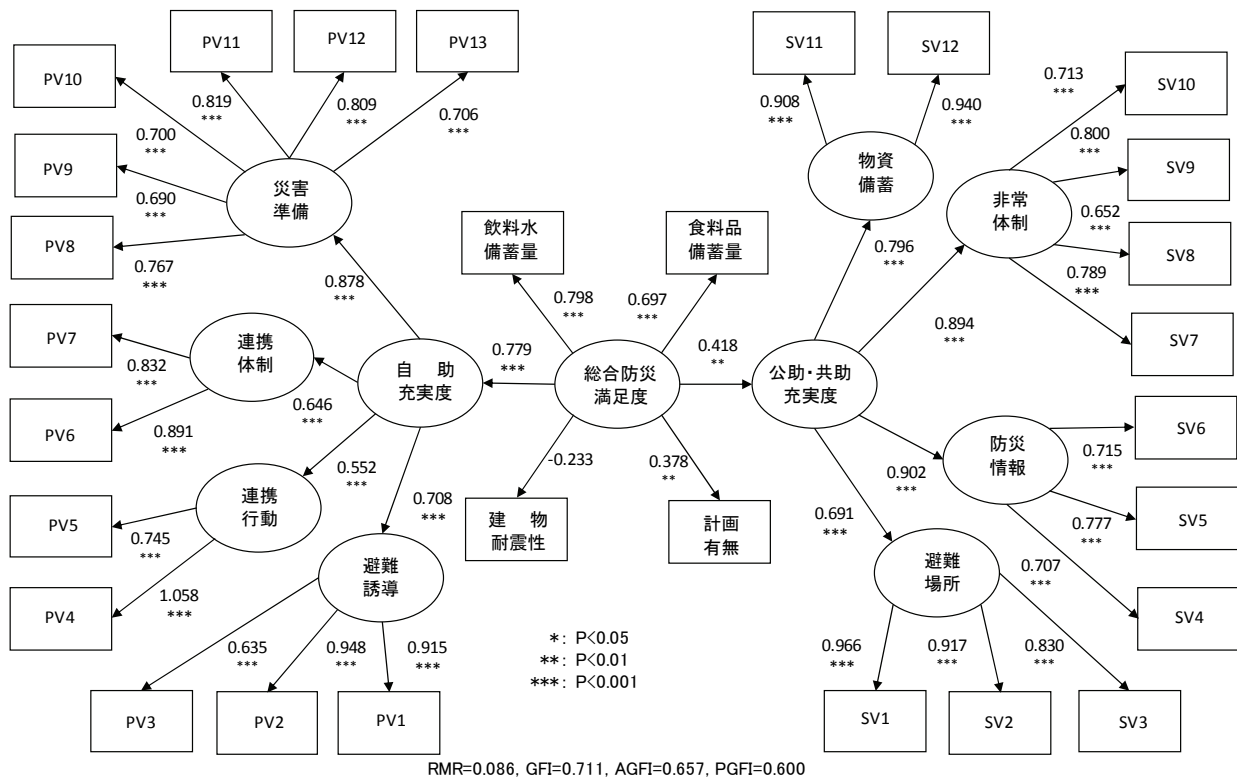 PV11
PV12
PV13
SV11
SV12
PV10
0.819
***
0.809
***
0.706
***
0.908
***
0.940
***
0.713
***
SV10
0.700
***
0.800
***
PV9
物資
備蓄
SV9
0.690
***
災害
準備
非常
体制
0.652
***
飲料水
備蓄量
食料品
備蓄量
PV8
0.767
***
0.796
***
SV8
0.789
***
0.878
***
0.798
***
0.697
***
0.894
***
SV7
PV7
連携
体制
0.832
***
0.779
***
0.418
**
自 助
充実度
総合防災
満足度
公助・共助
充実度
0.646
***
PV6
0.891
***
SV6
0.715
***
防災
情報
-0.233
0.378
**
0.902
***
0.552
***
0.708
***
連携
行動
PV5
0.745
***
0.777
***
SV5
0.691
***
建 物
耐震性
計画
有無
避難
誘導
避難
場所
0.707
***
PV4
1.058
***
SV4
0.635
***
0.948
***
0.915
***
*: P<0.05
**: P<0.01
***: P<0.001
0.966
***
0.917
***
0.830
***
PV3
PV2
PV1
SV1
SV2
SV3
RMR=0.086, GFI=0.711, AGFI=0.657, PGFI=0.600